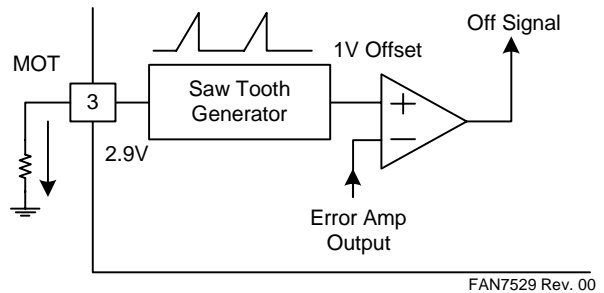 Off Signal
MOT
1V Offset
3
Saw Tooth
Generator
+
−
2.9V
Error Amp
Output
FAN7529 Rev. 00